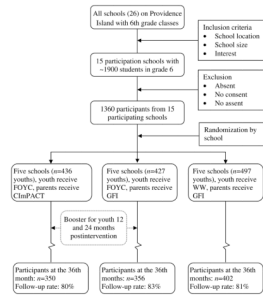 All schools (26) on Providence
Island with 6th grade classes
Inclusion criteria
• School location
• School size
• Interest
15 participation schools with
~1900 students in grade 6
Exclusion
• Absent
• No consent
• No assent
1360 participants from 15
participating schools
Randomization by
school
Five schools (n=436
youths), youth receive
FOYC, parents receive
CImPACT
Five schools (n=427
youths), youth receive
FOYC, parents receive
GFI
Five schools (n=497
youths), youth receive
WW, parents receive
GFI
Booster for youth 12
and 24 months
postintervention
Participants at the 36th
month: n=350
Follow-up rate: 80%
Participants at the 36th
month: n=356
Follow-up rate: 83%
Participants at the 36th
month: n=402
Follow-up rate: 81%